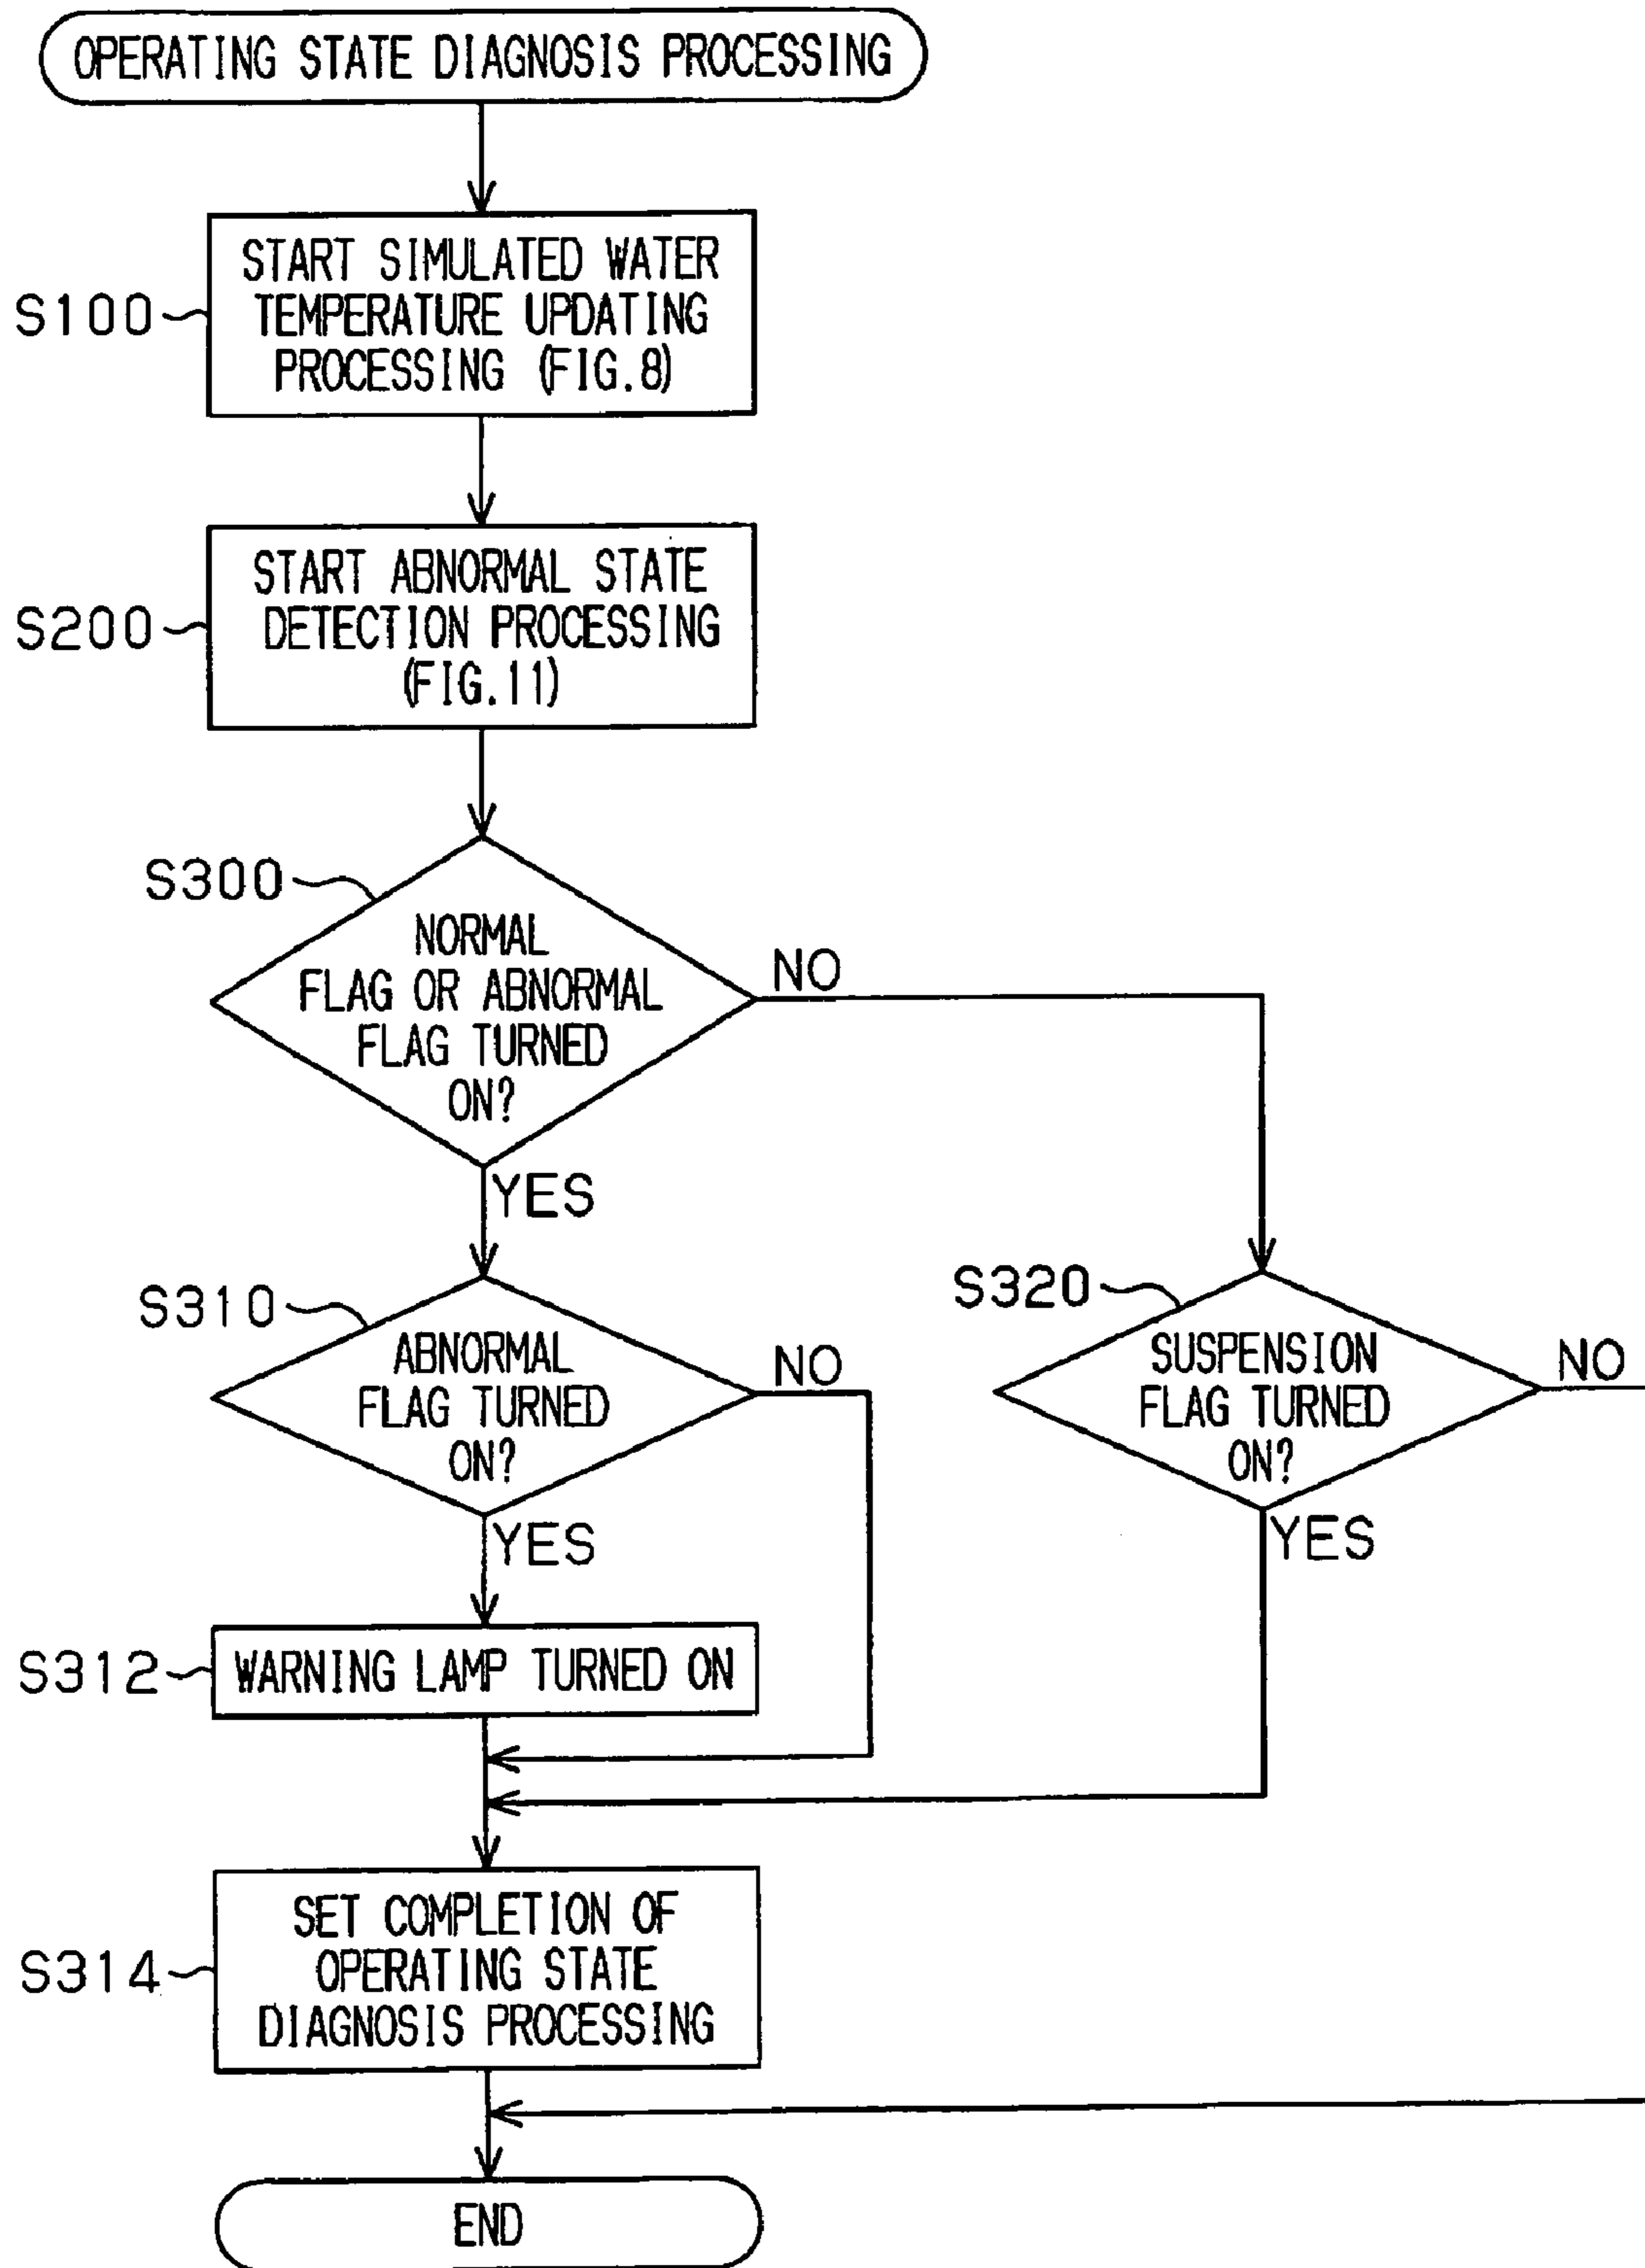 OPERATING STATE DIAGNOSIS PROCESSING
S100
START SIMULATED WATER
TEMPERATURE UPDATING
PROCESSING (FIG.8)
S200
START ABNORMAL STATE
DETECTION PROCESSING
(FIG.11)
S300
NORMAL
FLAG OR ABNORMAL
FLAG TURNED
ON?
NO
YES
S310
ABNORMAL
FLAG TURNED
ON?
NO
YES
S320
SUSPENSION
FLAG TURNED
ON?
NO
YES
S312
WARNING LAMP TURNED ON
S314
SET COMPLETION OF
OPERATING STATE
DIAGNOSIS PROCESSING
END